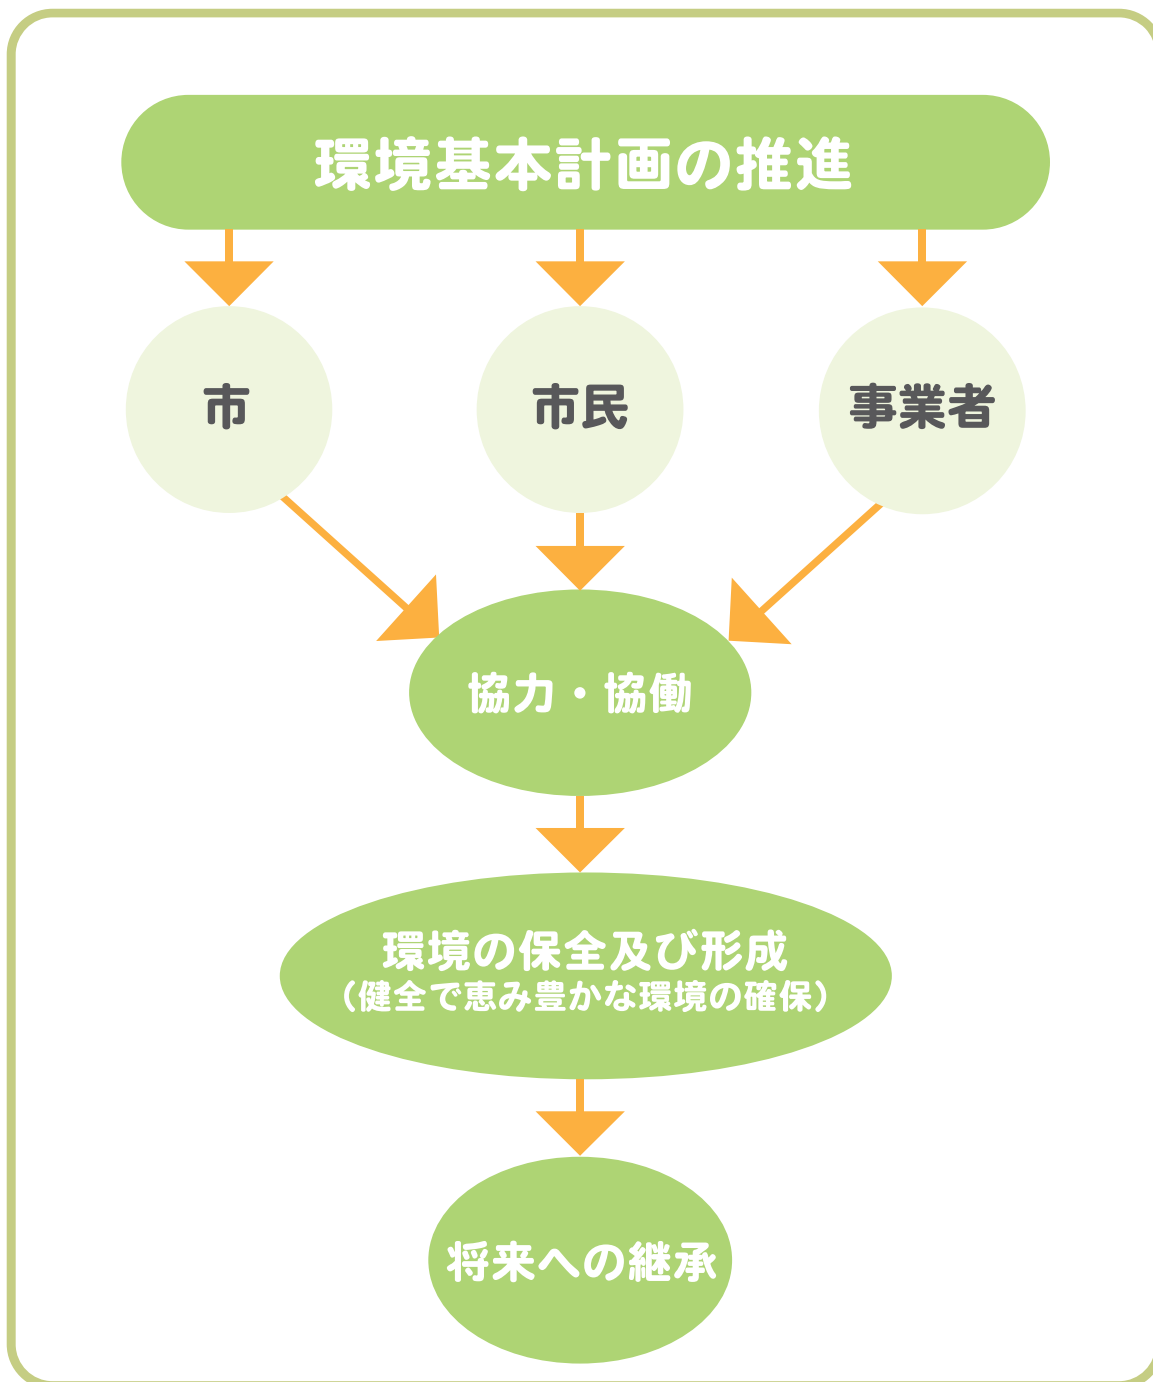 環境基本計画の推進
市
市民
事業者
協力・協働
環境の保全及び形成
（健全で恵み豊かな環境の確保）
将来への継承